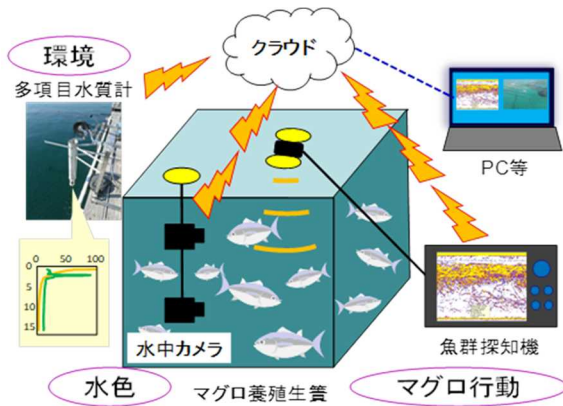 環境
多項目水質計
クラウド
PC等
0 50 100
0
5
10
15
水中カメラ
魚群探知機
水色
マグロ養殖生簀
マグロ行動